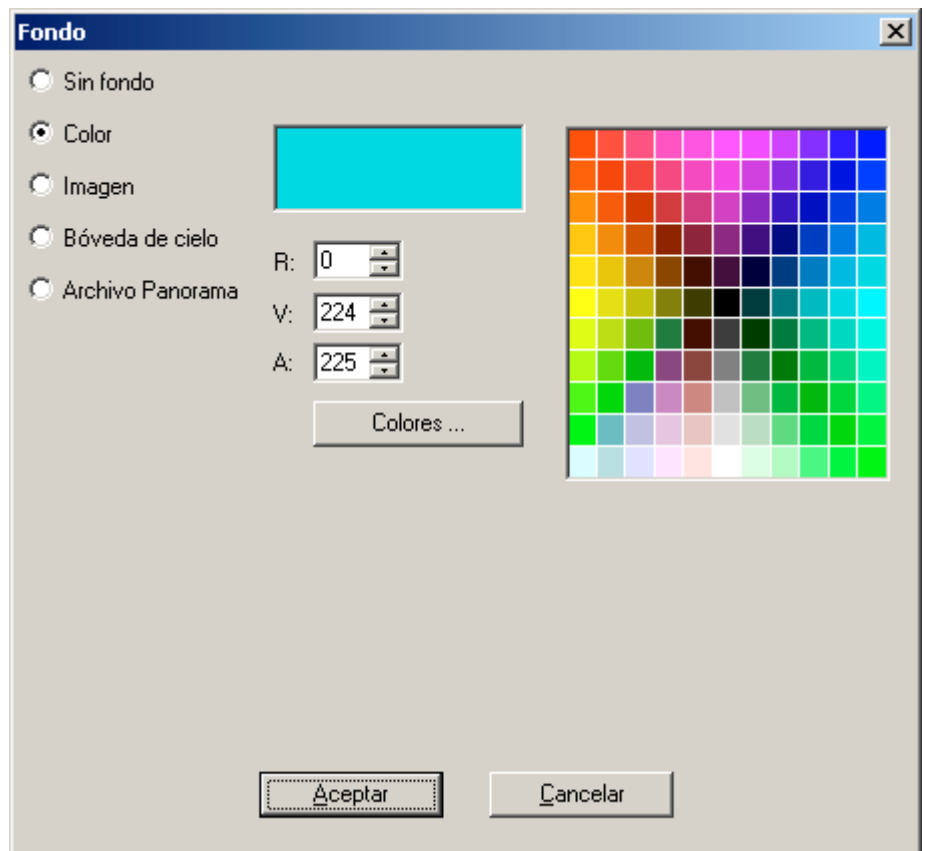 Fondo
Sin fondo
Color
Imagen
Bóveda de cielo
Archivo Panorama
R: 0
V: 224
A: 225
Colores ...
Aceptar
Cancelar